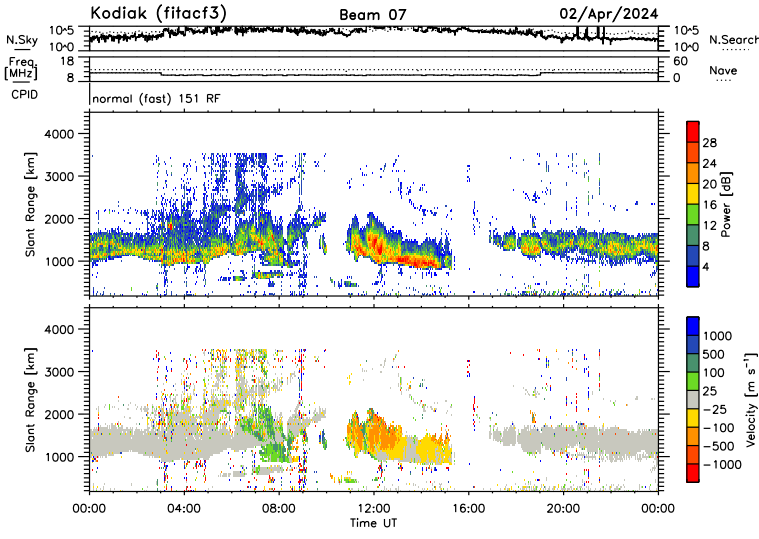 Kodiak (fitacf3) Beam 07 02/Apr/2024
N.Sky 10^5 10^0 10^5 10^0 N.Search
Freq. [MHz] 18 8 60 0 Nave
CPID normal (fast) 151 RF
Slant Range [km] 4000 3000 2000 1000
Power [dB] 28 24 20 16 12 8 4
Slant Range [km] 4000 3000 2000 1000
Velocity [m s^-1] 1000 500 100 25 -25 -100 -500 -1000
00:00 04:00 08:00 12:00 16:00 20:00 00:00
Time UT